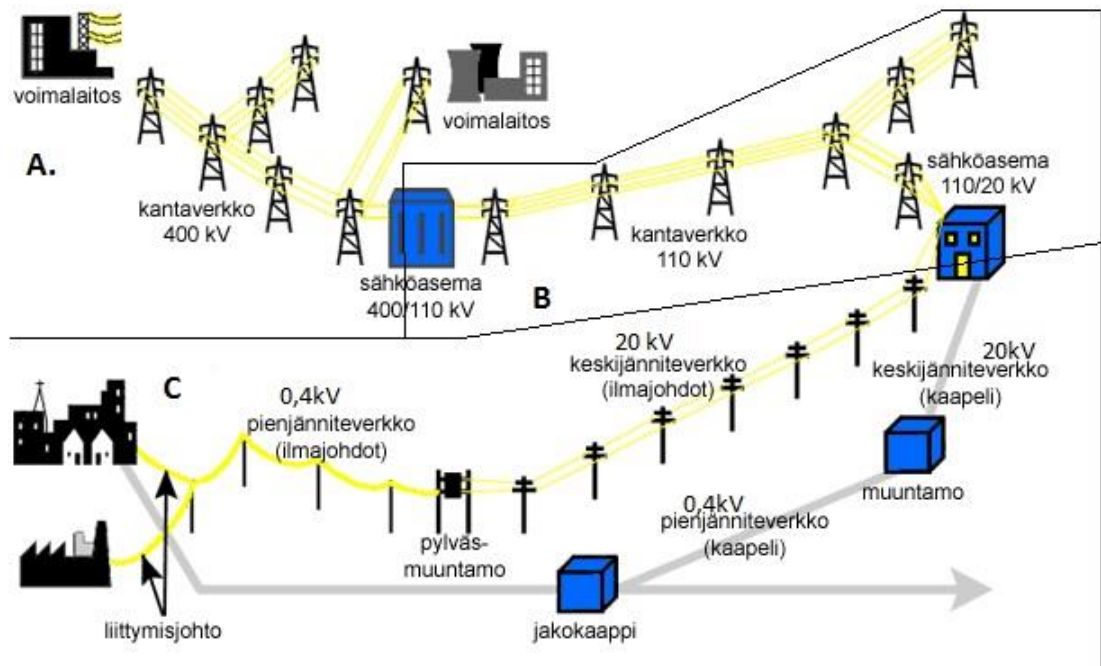 voimalaitos
voimalaitos
A.
kantaverkko
400 kV
sähköasema
110/20 kV
kantaverkko
110 kV
sähköasema
400/110 kV
B
20 kV
keskijänniteverkko
(ilmajohdot)
20kV
keskijänniteverkko
(kaapeli)
C
0,4kV
pienjänniteverkko
(ilmajohdot)
muuntamo
0,4kV
pienjänniteverkko
(kaapeli)
pylväs-
muuntamo
liittymisjohto
jakokaappi